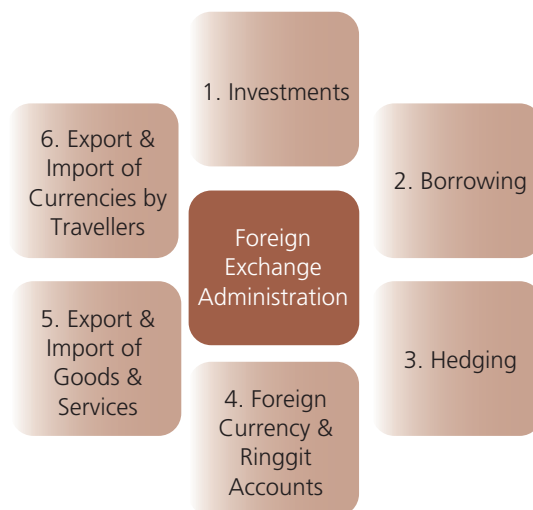 1. Investments
2. Borrowing
3. Hedging
4. Foreign
Currency &
Ringgit
Accounts
5. Export &
Import of
Goods &
Services
6. Export &
Import of
Currencies by
Travellers
Foreign
Exchange
Administration